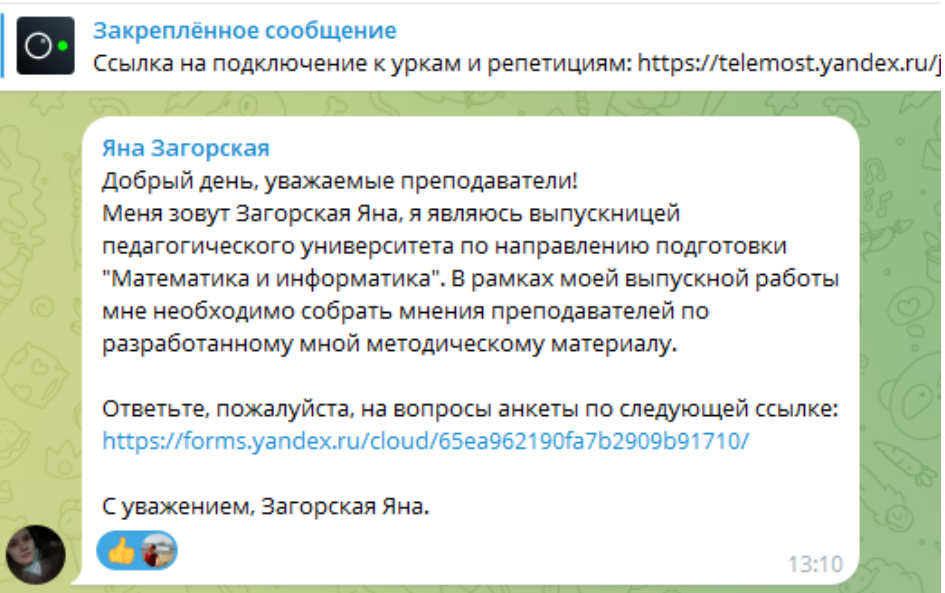 Закреплённое сообщение
Ссылка на подключение к уркам и репетициям: https://telemost.yandex.ru/j
Яна Загорская
Добрый день, уважаемые преподаватели!
Меня зовут Загорская Яна, я являюсь выпускницей
педагогического университета по направлению подготовки
"Математика и информатика". В рамках моей выпускной работы
мне необходимо собрать мнения преподавателей по
разработанному мной методическому материалу.
Ответьте, пожалуйста, на вопросы анкеты по следующей ссылке:
https://forms.yandex.ru/cloud/65ea962190fa7b2909b91710/
С уважением, Загорская Яна.
13:10